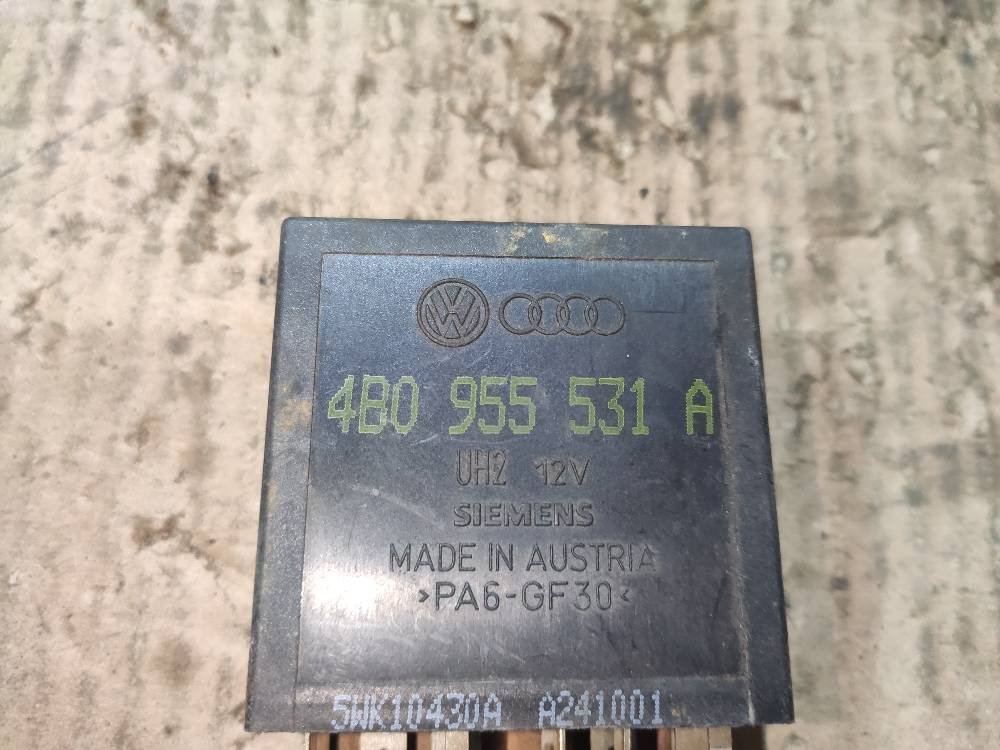 4B0 955 531 A
UH2 12V
SIEMENS
MADE IN AUSTRIA
>PA6-GF30<
5WK10430A A241001